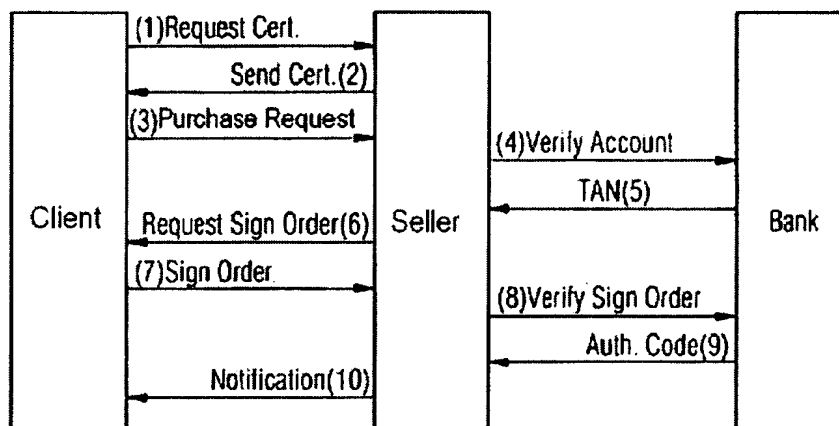 (1)Request Cert.
Send Cert.(2)
(3)Purchase Request
(4)Verify Account
TAN(5)
Client
Request Sign Order(6)
Seller
Bank
(7)Sign Order
(8)Verify Sign Order
Auth. Code(9)
Notification(10)